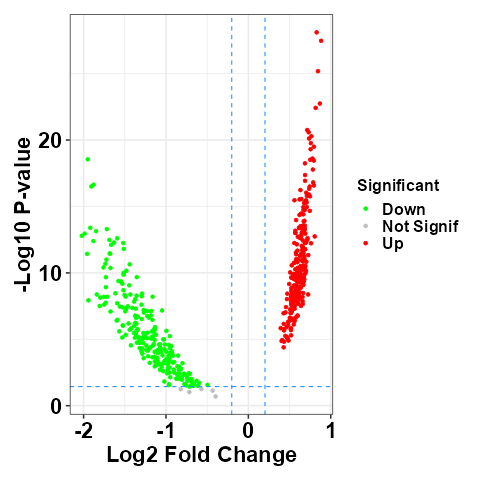 20
10
0
-Log10 P-value
-2
-1
0
1
Log2 Fold Change
Significant
Down
Not Signif
Up